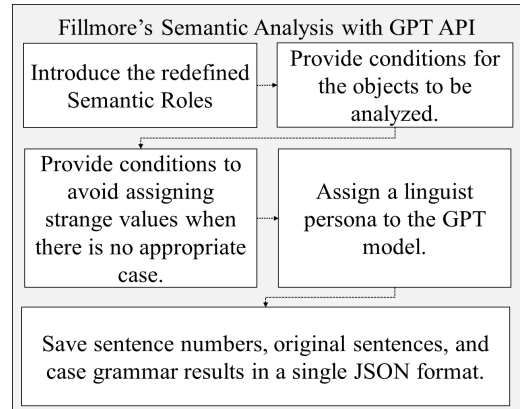 Fillmore's Semantic Analysis with GPT API
Introduce the redefined
Semantic Roles
Provide conditions for
the objects to be
analyzed.
Provide conditions to
avoid assigning
strange values when
there is no appropriate
case.
Assign a linguist
persona to the GPT
model.
Save sentence numbers, original sentences, and
case grammar results in a single JSON format.